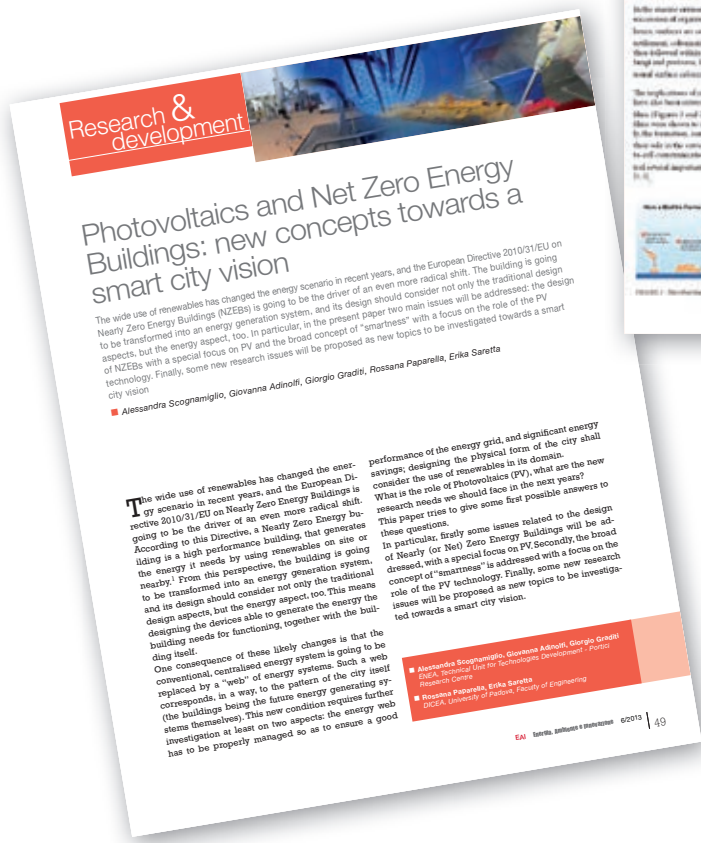 Research &
development
Photovoltaics and Net Zero Energy
Buildings: new concepts towards a
smart city vision
The wide use of renewables has changed the energy scenario in recent years, and the European Directive 2010/31/EU on
Nearly Zero Energy Buildings (NZEBs) is going to be the driver of an even more radical shift. The building is going
to be transformed into an energy generation system, and its design should consider not only the traditional design
aspects, but the energy aspect, too. In particular, in the present paper two main issues will be addressed: the design
of NZEBs with a special focus on PV and the broad concept of "smartness" with a focus on the role of the PV
technology. Finally, some new research issues will be proposed as new topics to be investigated towards a smart
city vision
Alessandra Scognamiglio, Giovanna Adinolfi, Giorgio Graditi, Rossana Paparella, Erika Saretta
The wide use of renewables has changed the ener-
gy scenario in recent years, and the European Di-
rective 2010/31/EU on Nearly Zero Energy Buildings is
going to be the driver of an even more radical shift.
According to this Directive, a Nearly Zero Energy bu-
ilding is a high performance building, that generates
the energy it needs by using renewables on site or
nearby.1 From this perspective, the building is going
to be transformed into an energy generation system,
and its design should consider not only the traditional
design aspects, but the energy aspect, too. This means
designing the devices able to generate the energy the
building needs for functioning, together with the buil-
ding itself.
One consequence of these likely changes is that the
conventional, centralised energy system is going to be
replaced by a "web" of energy systems. Such a web
corresponds, in a way, to the pattern of the city itself
(the buildings being the future energy generating sy-
stems themselves). This new condition requires further
investigation at least on two aspects: the energy web
has to be properly managed so as to ensure a good
performance of the energy grid, and significant energy
savings; designing the physical form of the city shall
consider the use of renewables in its domain.
What is the role of Photovoltaics (PV), what are the new
research needs we should face in the next years?
This paper tries to give some first possible answers to
these questions.
In particular, firstly some issues related to the design
of Nearly (or Net) Zero Energy Buildings will be ad-
dressed, with a special focus on PV. Secondly, the broad
concept of "smartness" is addressed with a focus on the
role of the PV technology. Finally, some new research
issues will be proposed as new topics to be investiga-
ted towards a smart city vision.
Alessandra Scognamiglio, Giovanna Adinolfi, Giorgio Graditi
ENEA, Technical Unit for Technologies Development - Portici
Research Centre
Rossana Paparella, Erika Saretta
DICEA, University of Padova, Faculty of Engineering
EAI Energia, Ambiente e Innovazione 6/2013 49